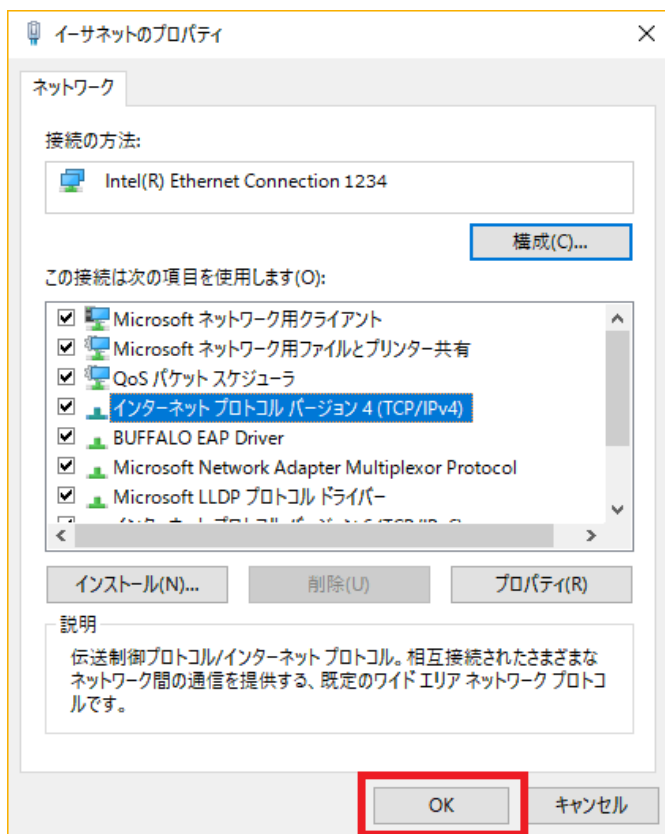 イーサネットのプロパティ
ネットワーク
接続の方法:
Intel(R) Ethernet Connection 1234
構成(C)...
この接続は次の項目を使用します(O):
Microsoft ネットワーク用クライアント
Microsoft ネットワーク用ファイルとプリンター共有
QoS パケット スケジューラ
インターネット プロトコル バージョン 4 (TCP/IPv4)
BUFFALO EAP Driver
Microsoft Network Adapter Multiplexor Protocol
Microsoft LLDP プロトコル ドライバー
インストール(N)...
削除(U)
プロパティ(R)
説明
伝送制御プロトコル/インターネット プロトコル。相互接続されたさまざまな
ネットワーク間の通信を提供する、既定のワイド エリア ネットワーク プロトコ
ルです。
OK
キャンセル